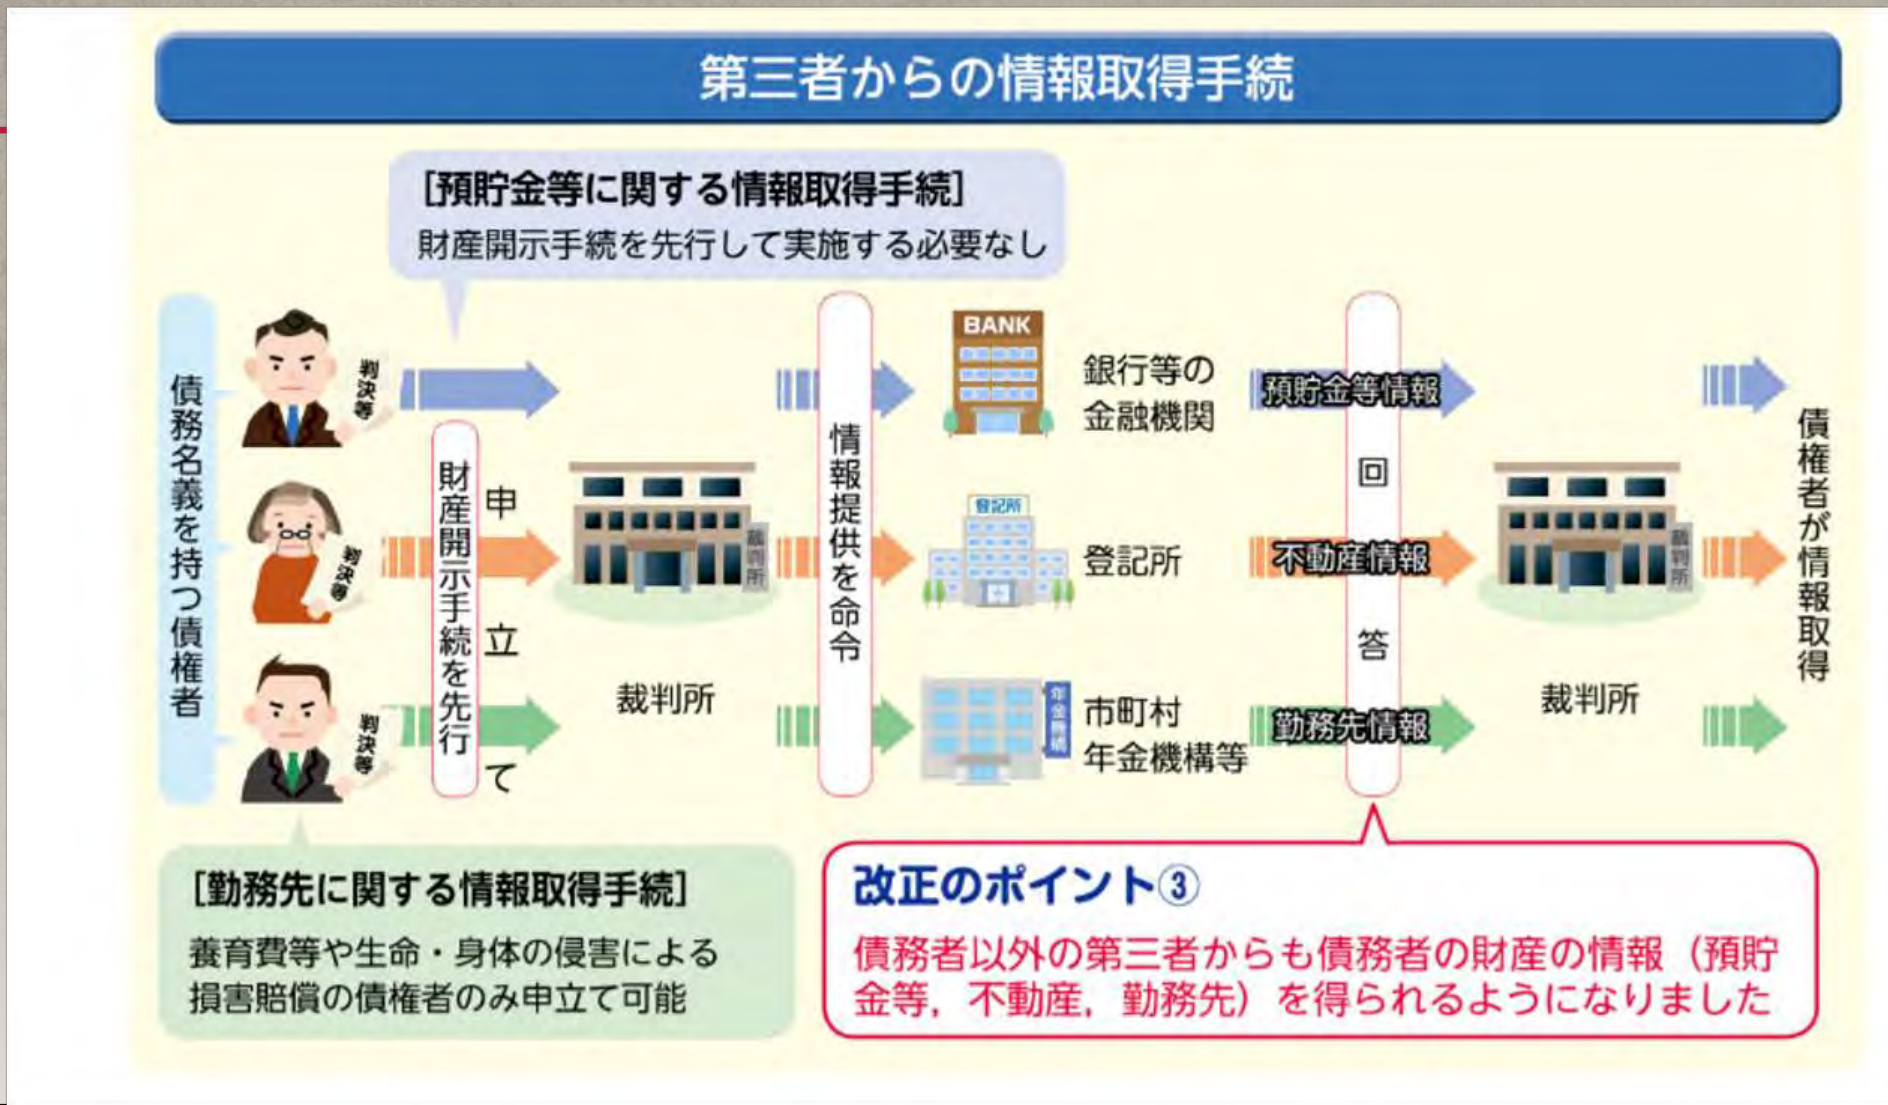 第三者からの情報取得手続
[預貯金等に関する情報取得手続]
財産開示手続を先行して実施する必要なし
債務名義を持つ債権者
判決等
判決等
判決等
財産開示手続を先行
申立て
裁判所
裁判所
情報提供を命令
BANK
銀行等の
金融機関
登記所
登記所
年金機構
市町村
年金機構等
預貯金等情報
不動産情報
勤務先情報
回答
裁判所
裁判所
債権者が情報取得
[勤務先に関する情報取得手続]
養育費等や生命・身体の侵害による
損害賠償の債権者のみ申立て可能
改正のポイント③
債務者以外の第三者からも債務者の財産の情報（預貯
金等，不動産，勤務先）を得られるようになりました